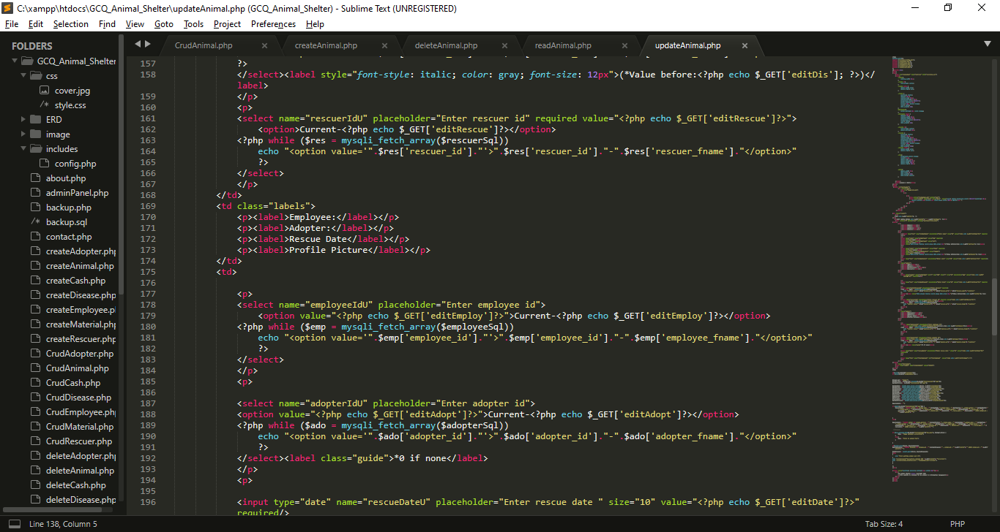 C:\xampp\htdocs\GCQ_Animal_Shelter\updateAnimal.php (GCQ_Animal_Shelter) - Sublime Text (UNREGISTERED)
File Edit Selection Find View Goto Tools Project Preferences Help
FOLDERS
GCQ_Animal_Shelter
css
cover.jpg
/* style.css
ERD
image
includes
config.php
about.php
adminPanel.php
backup.php
/* backup.sql
contact.php
createAdopter.php
createAnimal.php
createCash.php
createDisease.php
createEmployee.p
createMaterial.php
createRescuer.php
CrudAdopter.php
CrudAnimal.php
CrudCash.php
CrudDisease.php
CrudEmployee.php
CrudMaterial.php
CrudRescuer.php
deleteAdopter.php
deleteAnimal.php
deleteCash.php
deleteDisease.php
CrudAnimal.php × createAnimal.php × deleteAnimal.php × readAnimal.php × updateAnimal.php ×
157 ?>
158 </select><label style="font-style: italic; color: gray; font-size: 12px">(*Value before:<?php echo $_GET['editDis']; ?>)</
label>
159 </p>
160 <p>
161 <select name="rescuerIdU" placeholder="Enter rescuer id" required value="<?php echo $_GET['editRescue']?>">
162 <option>Current-<?php echo $_GET['editRescue']?></option>
163 <?php while ($res = mysqli_fetch_array($rescuerSql))
164 echo "<option value='".$res['rescuer_id']."'>".$res['rescuer_id']."-".$res['rescuer_fname']."</option>"
165 ?>
166 </select>
167 </p>
168 </td>
169 <td class="labels">
170 <p><label>Employee:</label></p>
171 <p><label>Adopter:</label></p>
172 <p><label>Rescue Date</label></p>
173 <p><label>Profile Picture</label></p>
174 </td>
175 <td>
176
177 <p>
178 <select name="employeeIdU" placeholder="Enter employee id">
179 <option value="<?php echo $_GET['editEmploy']?>">Current-<?php echo $_GET['editEmploy']?></option>
180 <?php while ($emp = mysqli_fetch_array($employeeSql))
181 echo "<option value='".$emp['employee_id']."'>".$emp['employee_id']."-".$emp['employee_fname']."</option>"
182 ?>
183 </select>
184 </p>
185 <p>
186
187 <select name="adopterIdU" placeholder="Enter adopter id">
188 <option value="<?php echo $_GET['editAdopt']?>">Current-<?php echo $_GET['editAdopt']?></option>
189 <?php while ($ado = mysqli_fetch_array($adopterSql))
190 echo "<option value='".$ado['adopter_id']."'>".$ado['adopter_id']."-".$ado['adopter_fname']."</option>"
191 ?>
192 </select><label class="guide">*0 if none</label>
193 </p>
194 <p>
195
196 <input type="date" name="rescueDateU" placeholder="Enter rescue date " size="10" value="<?php echo $_GET['editDate']?>"
required/>
Line 138, Column 5
Tab Size: 4
PHP